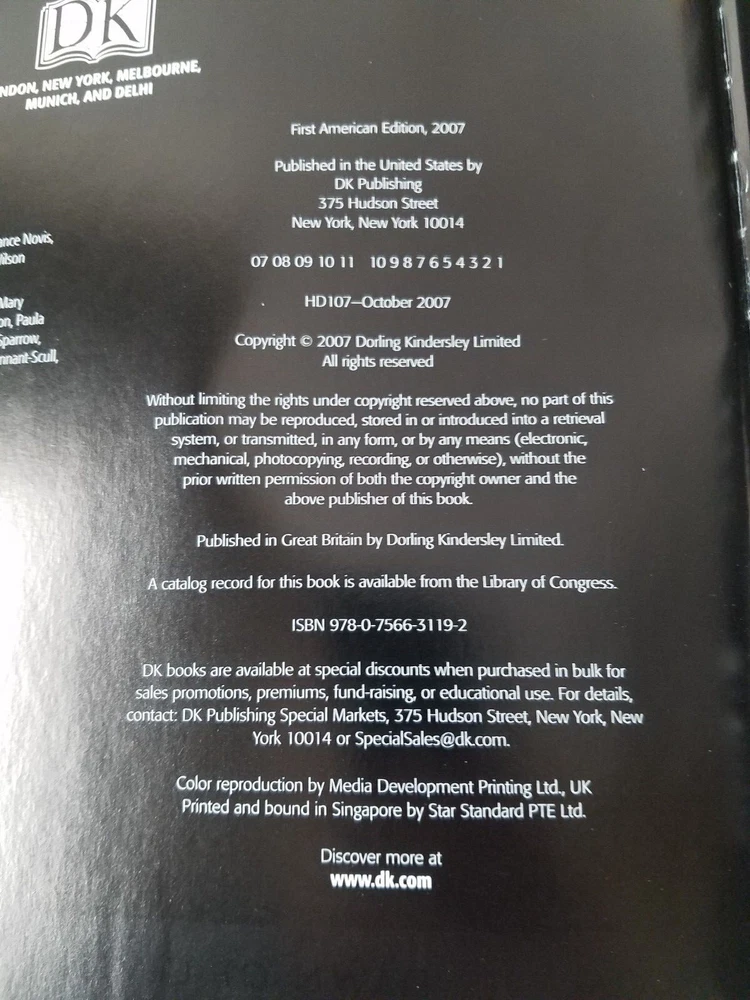 DK
NDON, NEW YORK, MELBOURNE,
MUNICH, AND DELHI
First American Edition, 2007
Published in the United States by
DK Publishing
375 Hudson Street
New York, New York 10014
07 08 09 10 11 10 9 8 7 6 5 4 3 2 1
HD107—October 2007
Copyright © 2007 Dorling Kindersley Limited
All rights reserved
Without limiting the rights under copyright reserved above, no part of this
publication may be reproduced, stored in or introduced into a retrieval
system, or transmitted, in any form, or by any means (electronic,
mechanical, photocopying, recording, or otherwise), without the
prior written permission of both the copyright owner and the
above publisher of this book.
Published in Great Britain by Dorling Kindersley Limited.
A catalog record for this book is available from the Library of Congress.
ISBN 978-0-7566-3119-2
DK books are available at special discounts when purchased in bulk for
sales promotions, premiums, fund-raising, or educational use. For details,
contact: DK Publishing Special Markets, 375 Hudson Street, New York, New
York 10014 or SpecialSales@dk.com.
Color reproduction by Media Development Printing Ltd., UK
Printed and bound in Singapore by Star Standard PTE Ltd.
Discover more at
www.dk.com
ance Novis,
ilson
Mary
on, Paula
Sparrow,
nnant-Scull,